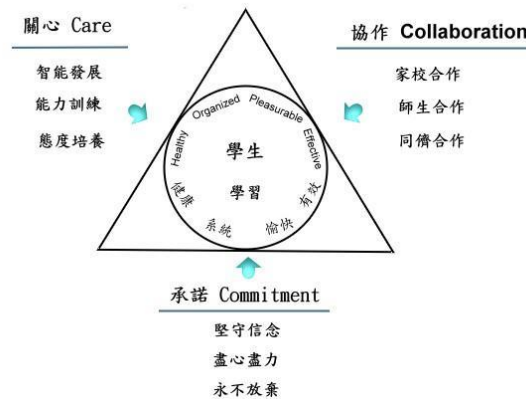 關心 Care
智能發展
能力訓練
態度培養
協作 Collaboration
家校合作
師生合作
同儕合作
Healthy
Organized
Pleasurable
Effective
學生
學習
健康
系統
愉快
有效
承諾 Commitment
堅守信念
盡心盡力
永不放棄